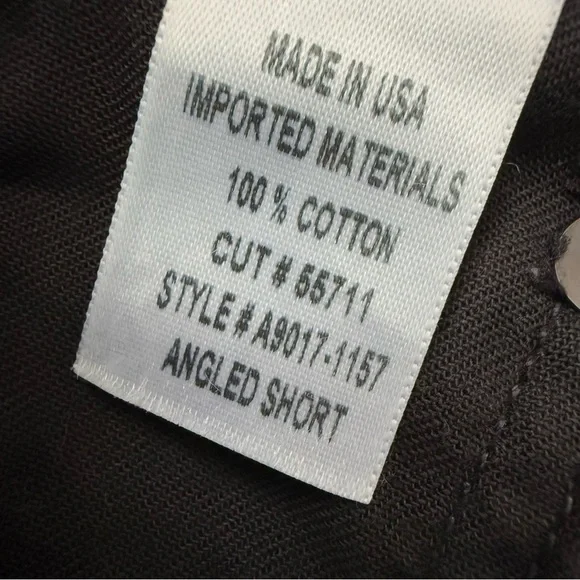 MADE IN USA
IMPORTED MATERIALS
100 % COTTON
CUT # 55711
STYLE # A9017-1157
ANGLED SHORT